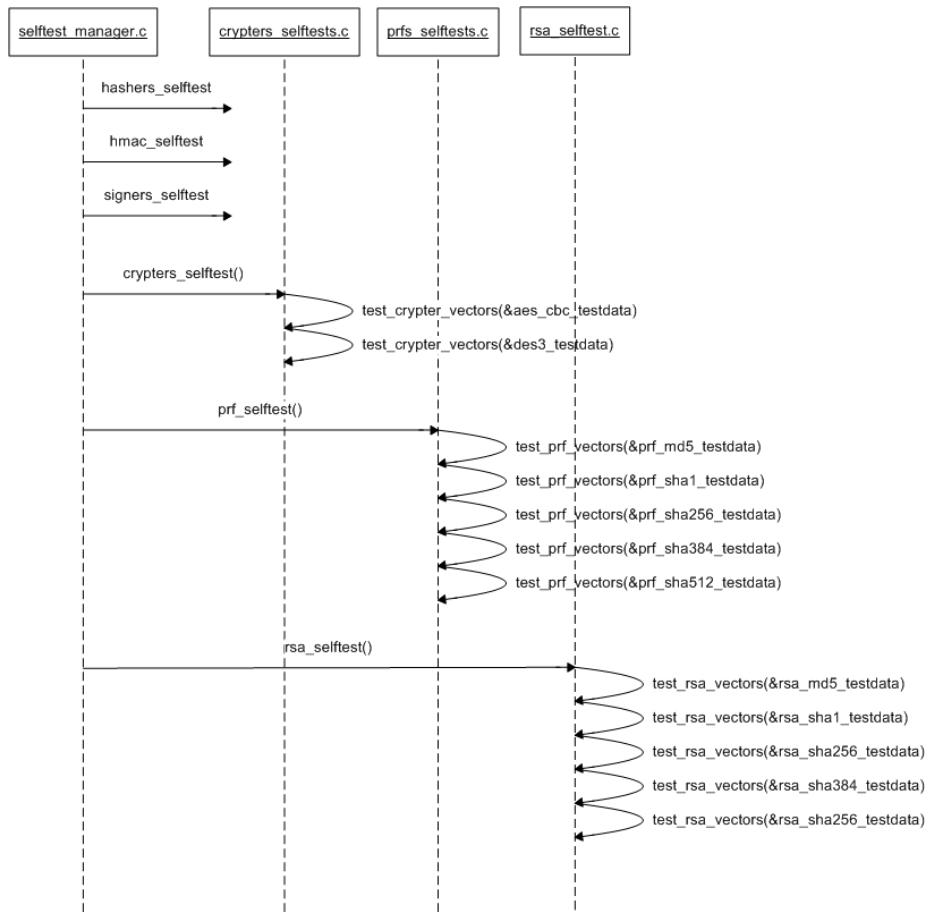 selftest_manager.c
crypters_selftests.c
prfs_selftests.c
rsa_selftest.c
hashers_selftest
hmac_selftest
signers_selftest
crypters_selftest()
test_crypter_vectors(&aes_cbc_testdata)
test_crypter_vectors(&des3_testdata)
prf_selftest()
test_prf_vectors(&prf_md5_testdata)
test_prf_vectors(&prf_sha1_testdata)
test_prf_vectors(&prf_sha256_testdata)
test_prf_vectors(&prf_sha384_testdata)
test_prf_vectors(&prf_sha512_testdata)
rsa_selftest()
test_rsa_vectors(&rsa_md5_testdata)
test_rsa_vectors(&rsa_sha1_testdata)
test_rsa_vectors(&rsa_sha256_testdata)
test_rsa_vectors(&rsa_sha384_testdata)
test_rsa_vectors(&rsa_sha256_testdata)